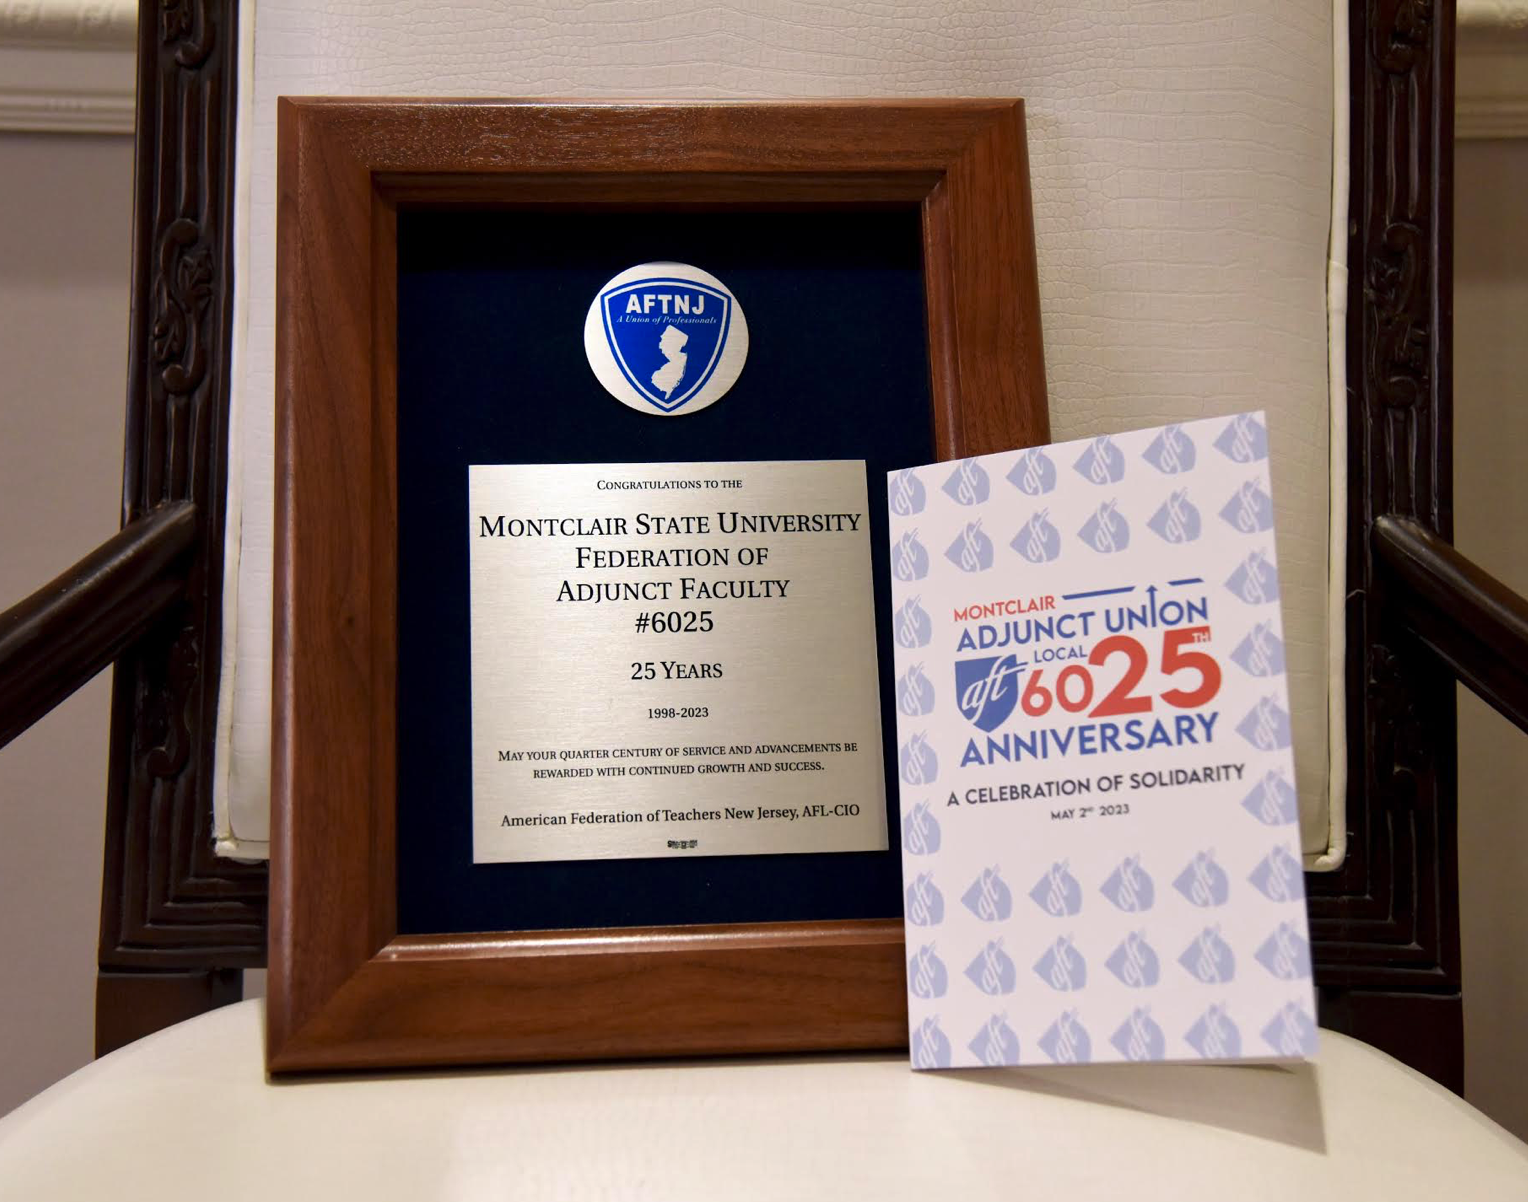 AFTNJ
A Union of Professionals
CONGRATULATIONS TO THE
MONTCLAIR STATE UNIVERSITY
FEDERATION OF
ADJUNCT FACULTY
#6025
25 YEARS
1998-2023
MAY YOUR QUARTER CENTURY OF SERVICE AND ADVANCEMENTS BE
REWARDED WITH CONTINUED GROWTH AND SUCCESS.
American Federation of Teachers New Jersey, AFL-CIO
MONTCLAIR
ADJUNCT UNION
aft LOCAL
6025TH
ANNIVERSARY
A CELEBRATION OF SOLIDARITY
MAY 2ND 2023